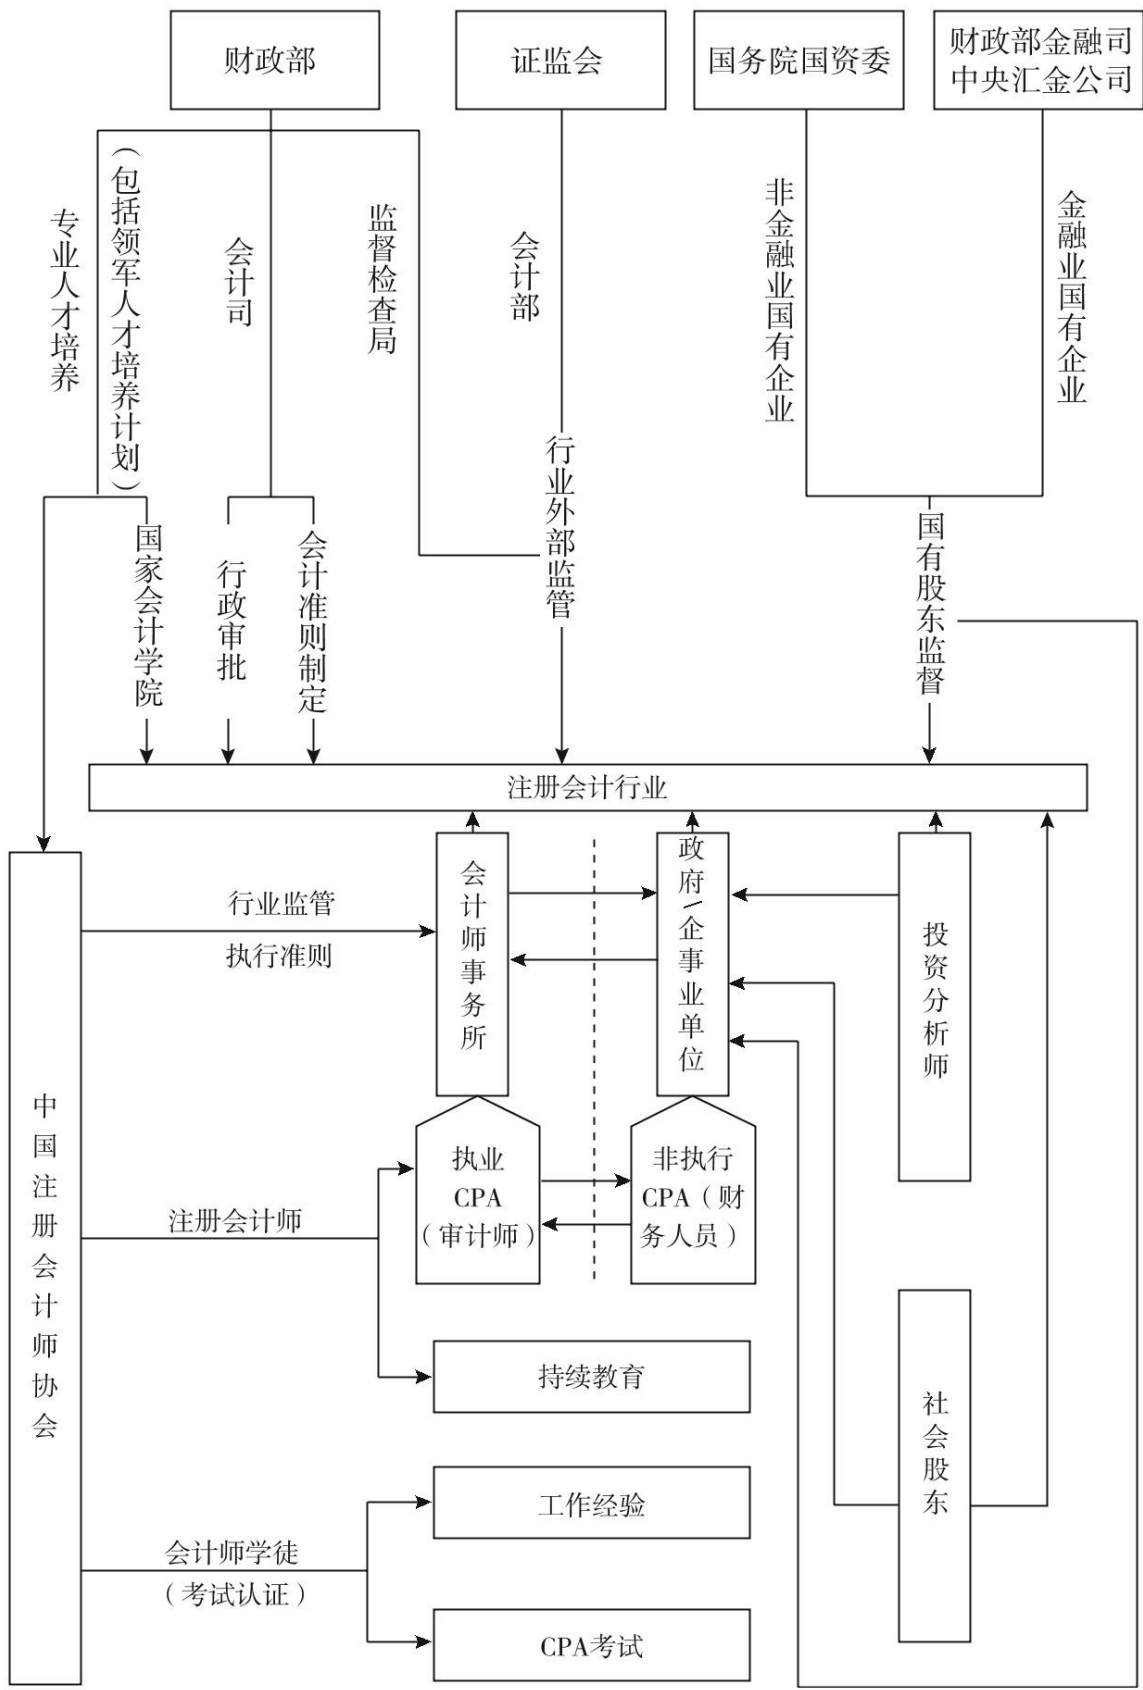 财政部
证监会
国务院国资委
财政部金融司
中央汇金公司
专业人才培养
（包括领军人才培养计划）
会计司
监督检查局
会计部
非金融业国有企业
金融业国有企业
国家会计学院
行政审批
会计准则制定
行业外部监管
国有股东监督
注册会计行业
中国注册会计师协会
行业监管
执行准则
会计师事务所
政府/企事业单位
投资分析师
注册会计师
执业
CPA
（审计师）
非执行
CPA（财
务人员）
持续教育
社会股东
会计师学徒
（考试认证）
工作经验
CPA考试